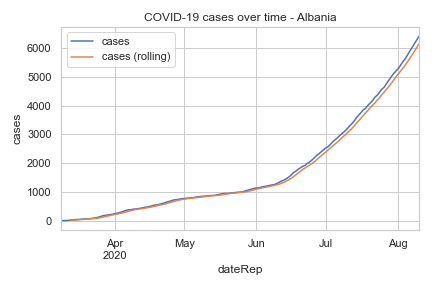 COVID-19 cases over time - Albania
cases
cases (rolling)
6000
5000
4000
3000
2000
1000
0
cases
Apr
2020
May
Jun
Jul
Aug
dateRep